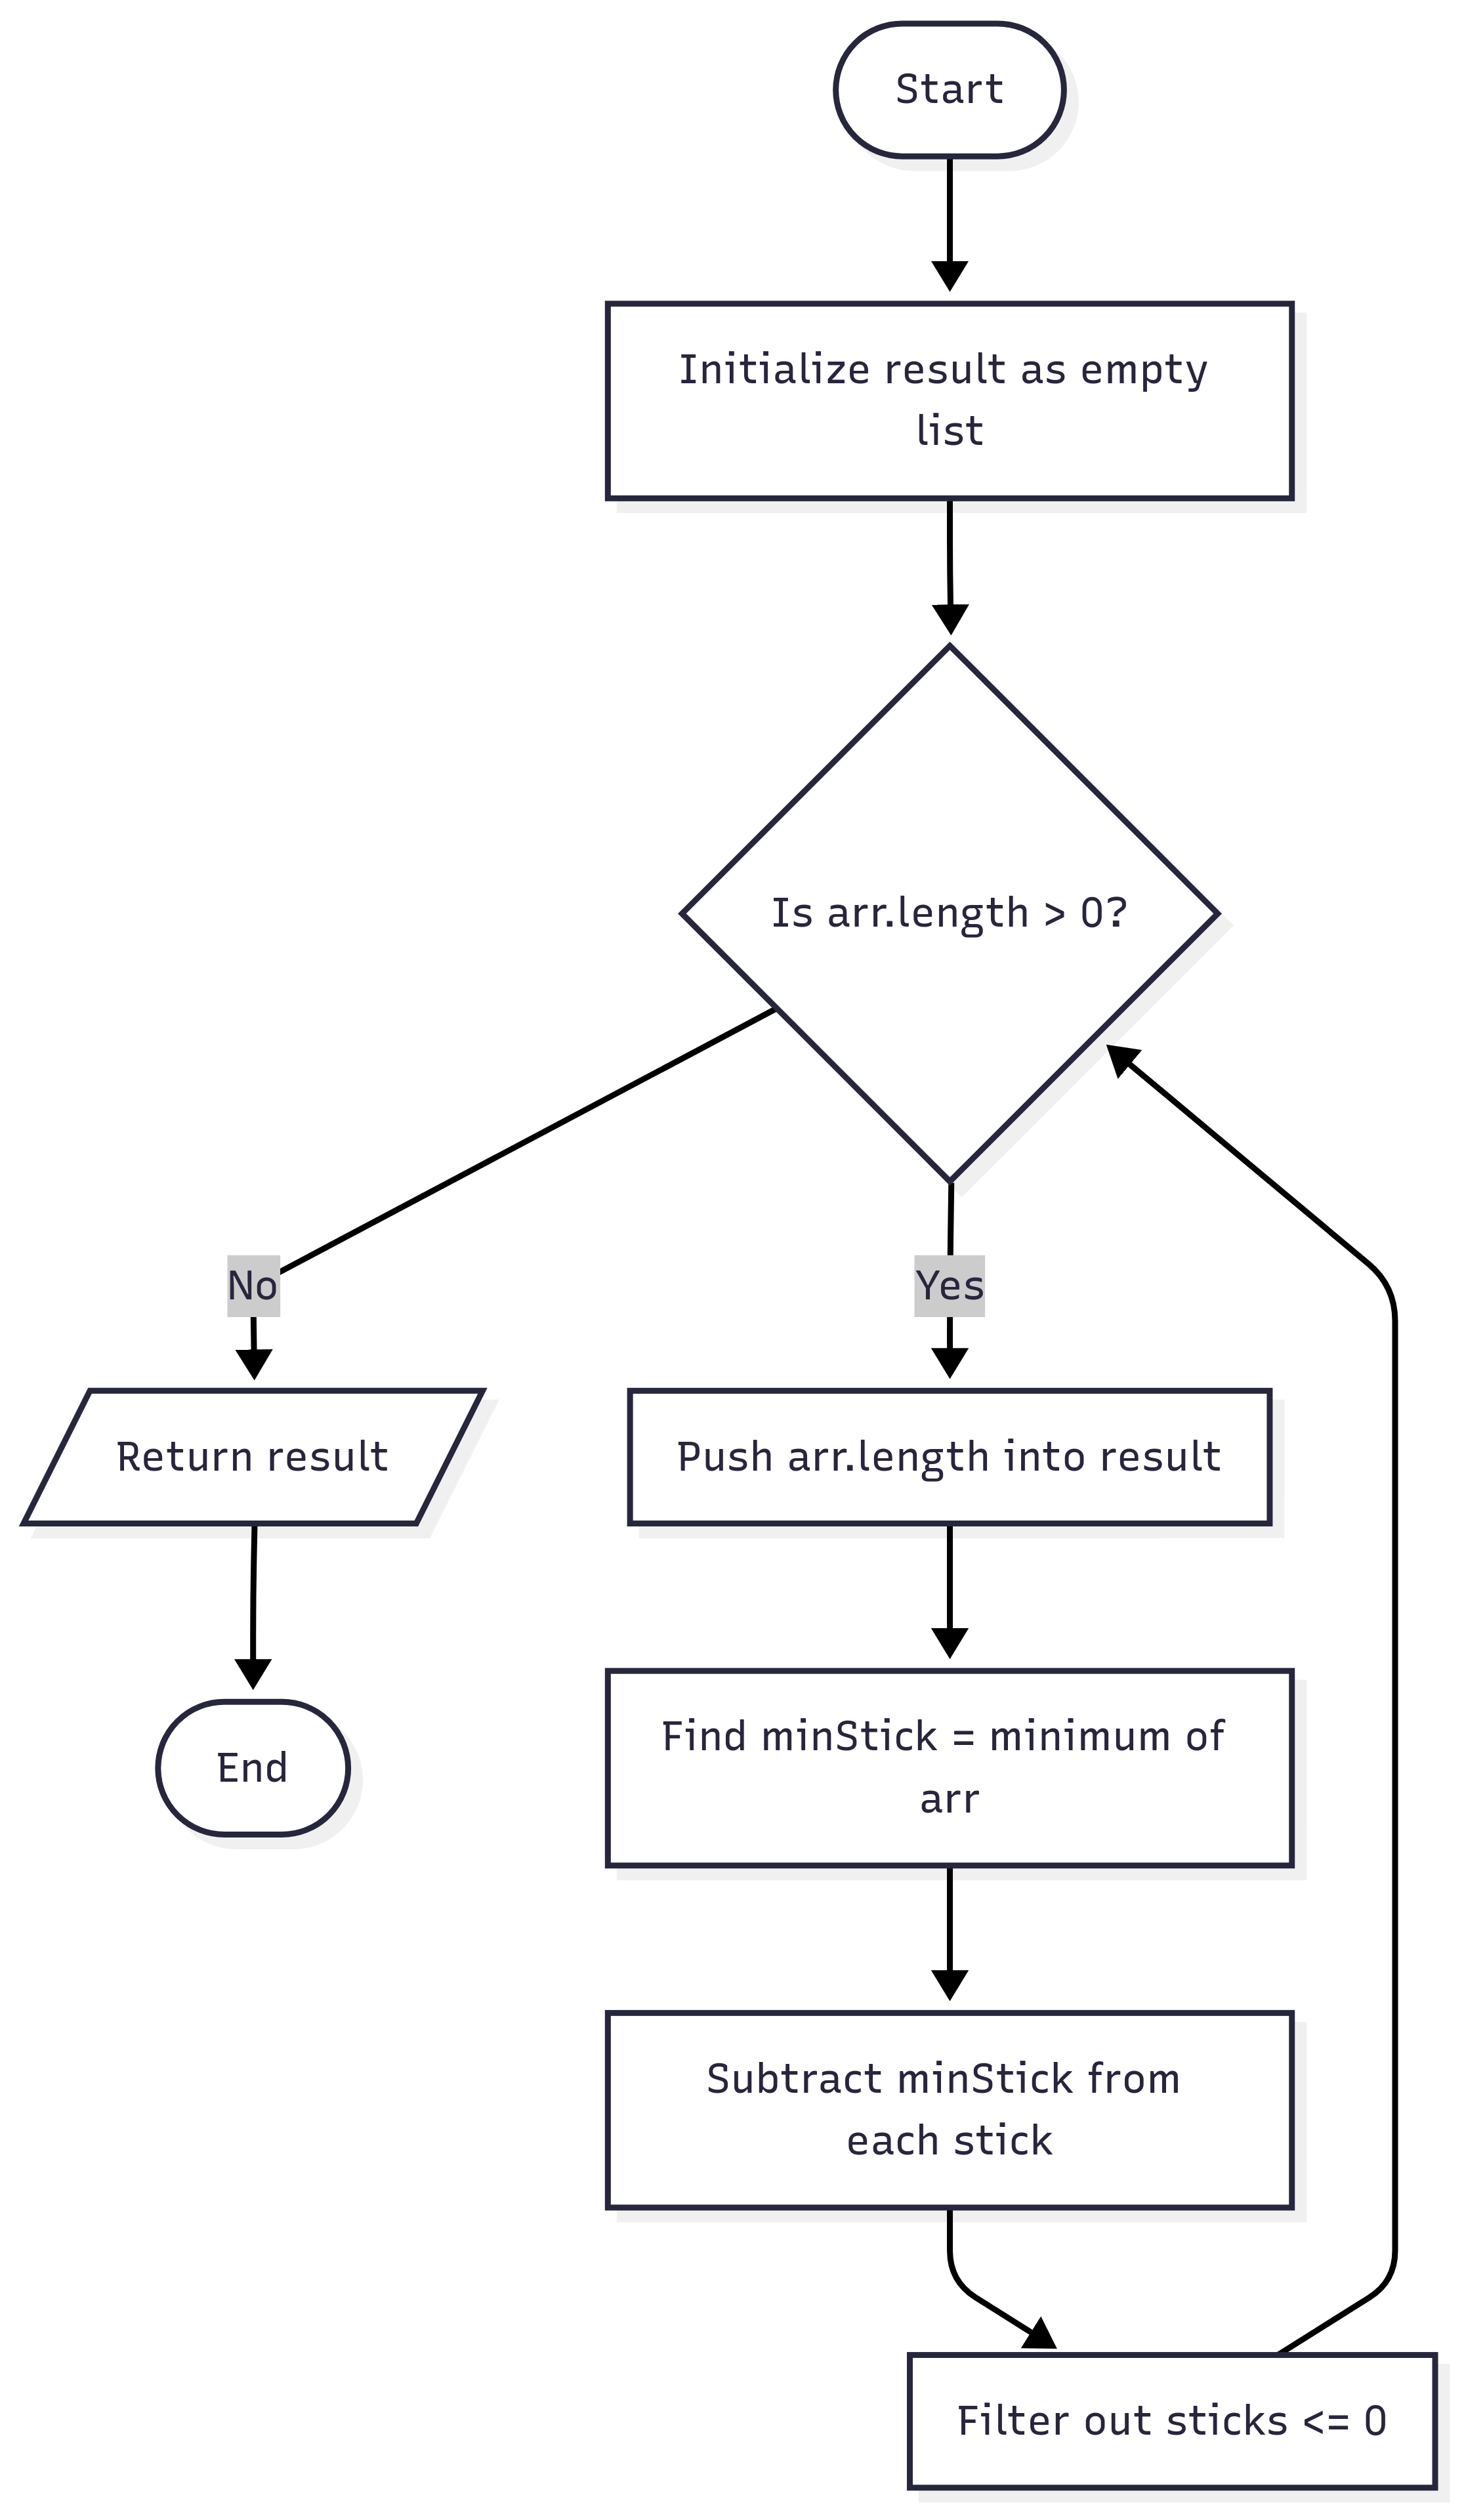 Start
Initialize result as empty
list
Is arr.length > 0?
No
Yes
Return result
Push arr.length into result
End
Find minStick = minimum of
arr
Subtract minStick from
each stick
Filter out sticks <= 0